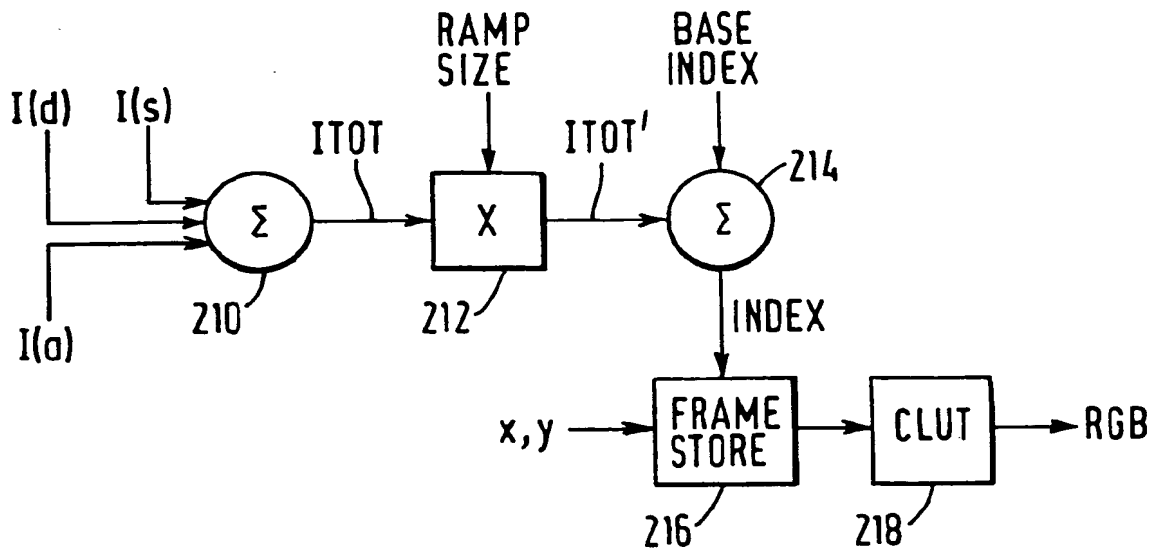 RAMP
SIZE
BASE
INDEX
I(d)
I(s)
ITOT
ITOT'
214
Σ
X
Σ
210
212
I(a)
INDEX
x,y
FRAME
STORE
CLUT
RGB
216
218